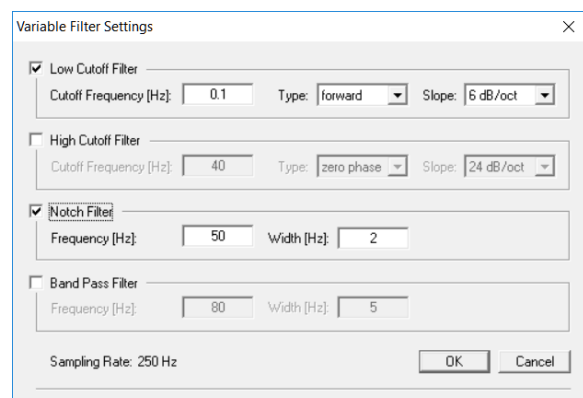 Variable Filter Settings
Low Cutoff Filter
Cutoff Frequency [Hz]: 0.1 Type: forward Slope: 6 dB/oct
High Cutoff Filter
Cutoff Frequency [Hz]: 40 Type: zero phase Slope: 24 dB/oct
Notch Filter
Frequency [Hz]: 50 Width [Hz]: 2
Band Pass Filter
Frequency [Hz]: 80 Width [Hz]: 5
Sampling Rate: 250 Hz OK Cancel